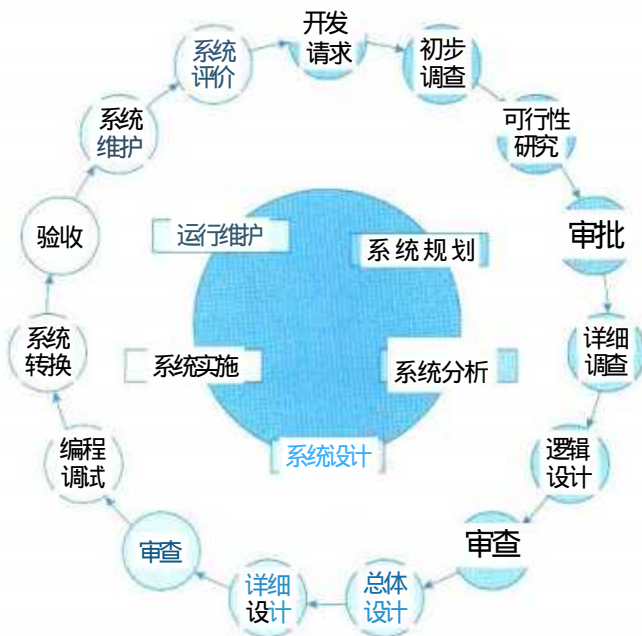 开发
请求
初步
调查
可行性
研究
审批
详细
调查
逻辑
设计
审查
总体
设计
详细
设计
审查
编程
调试
系统
转换
验收
系统
维护
系统
评价
系统规划
系统分析
系统设计
系统实施
运行维护